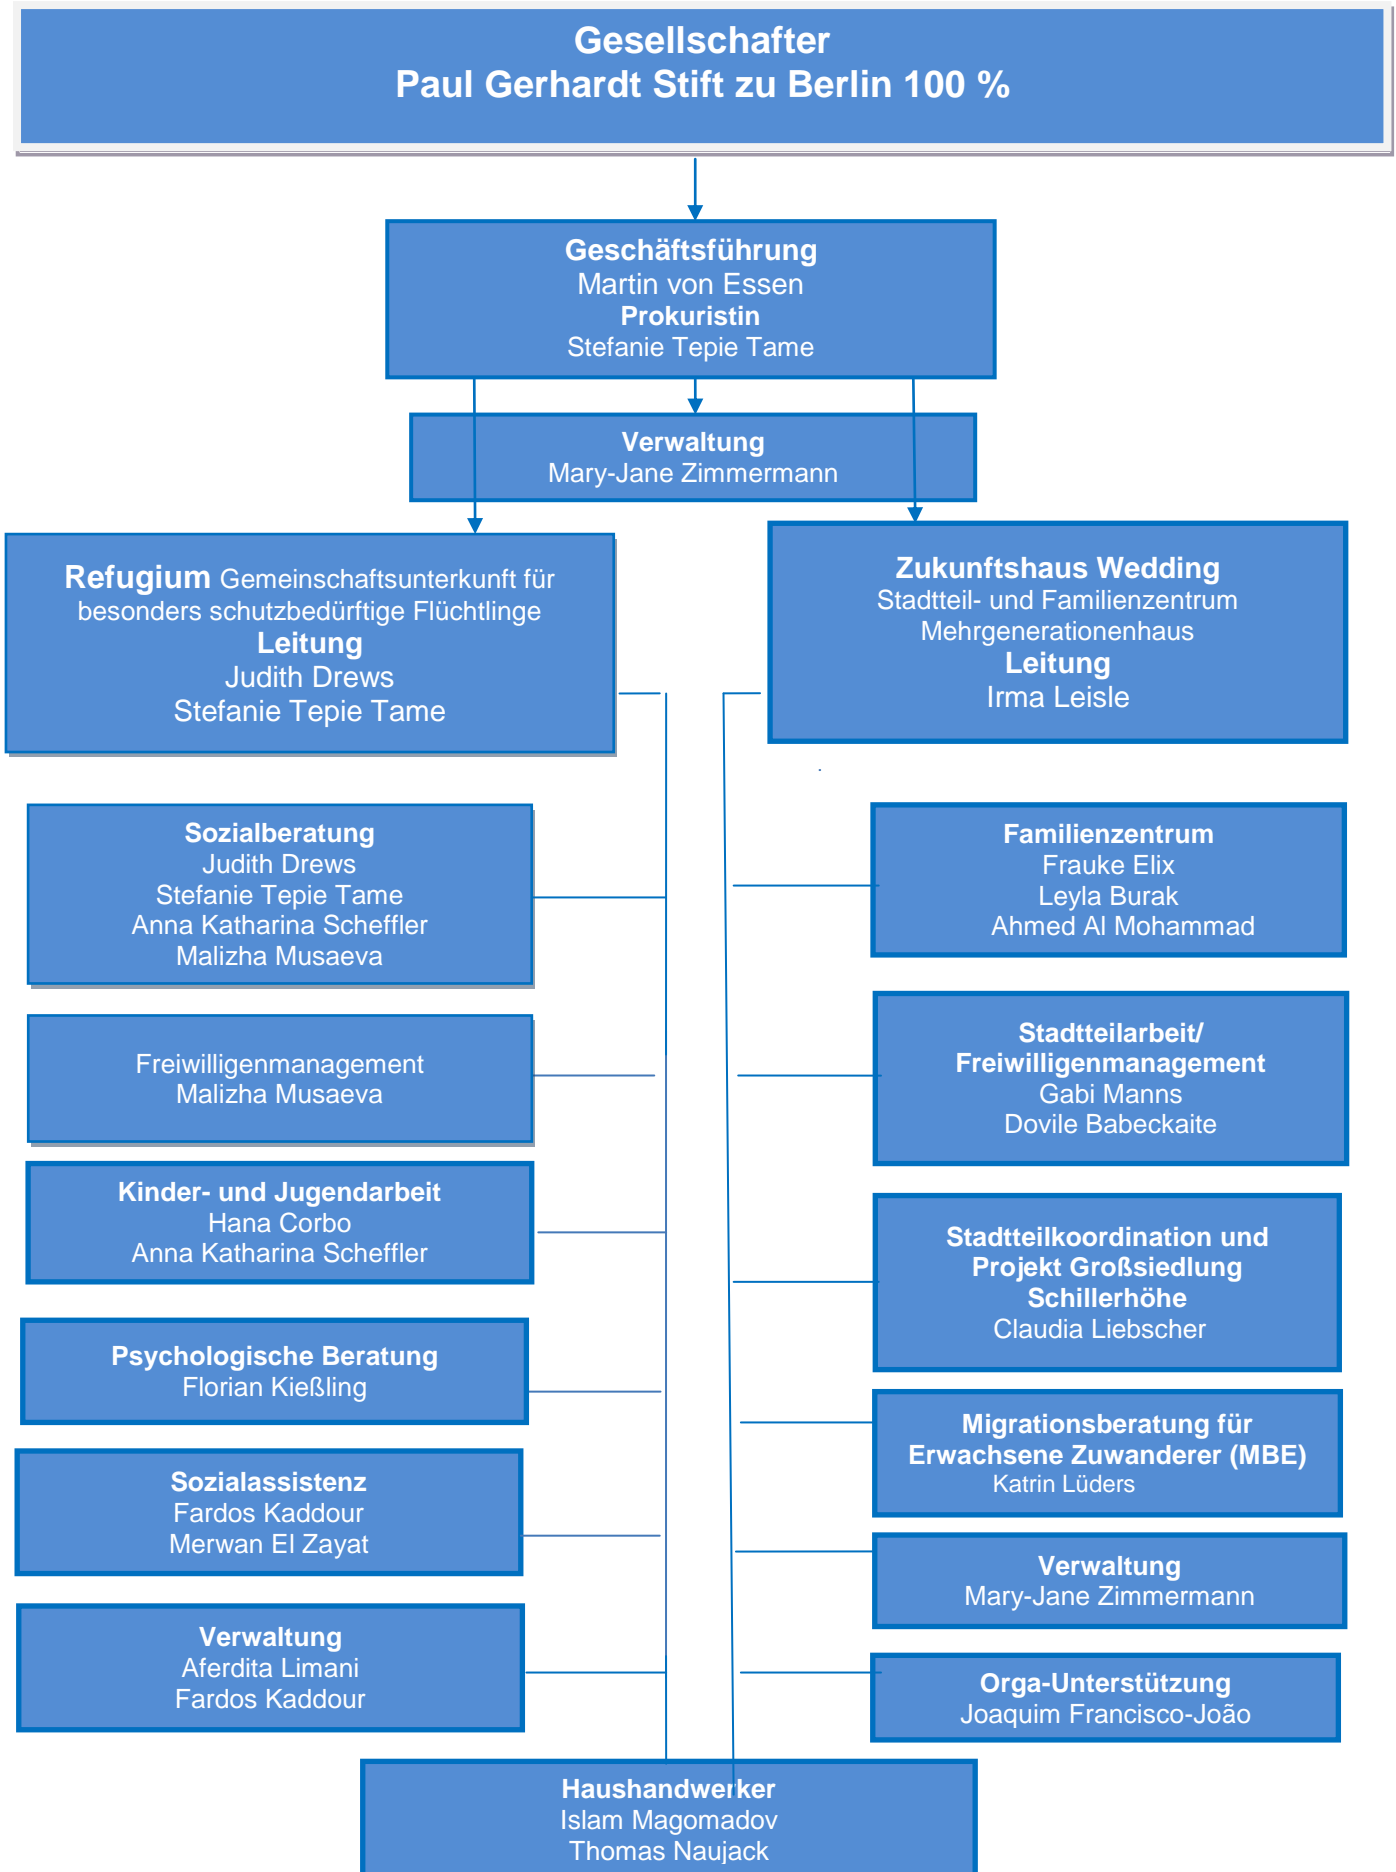 Gesellschafter
Paul Gerhardt Stift zu Berlin 100 %
Geschäftsführung
Martin von Essen
Prokuristin
Stefanie Tepie Tame
Verwaltung
Mary-Jane Zimmermann
Refugium Gemeinschaftsunterkunft für
besonders schutzbedürftige Flüchtlinge
Leitung
Judith Drews
Stefanie Tepie Tame
Sozialberatung
Judith Drews
Stefanie Tepie Tame
Anna Katharina Scheffler
Malizha Musaeva
Freiwilligenmanagement
Malizha Musaeva
Kinder- und Jugendarbeit
Hana Corbo
Anna Katharina Scheffler
Psychologische Beratung
Florian Kießling
Sozialassistenz
Fardos Kaddour
Merwan El Zayat
Verwaltung
Aferdita Limani
Fardos Kaddour
Zukunftshaus Wedding
Stadtteil- und Familienzentrum
Mehrgenerationenhaus
Leitung
Irma Leisle
Familienzentrum
Frauke Elix
Leyla Burak
Ahmed Al Mohammad
Stadtteilarbeit/
Freiwilligenmanagement
Gabi Manns
Dovile Babeckaite
Stadtteilkoordination und
Projekt Großsiedlung
Schillerhöhe
Claudia Liebscher
Migrationsberatung für
Erwachsene Zuwanderer (MBE)
Katrin Lüders
Verwaltung
Mary-Jane Zimmermann
Orga-Unterstützung
Joaquim Francisco-João
Haushandwerker
Islam Magomadov
Thomas Naujack